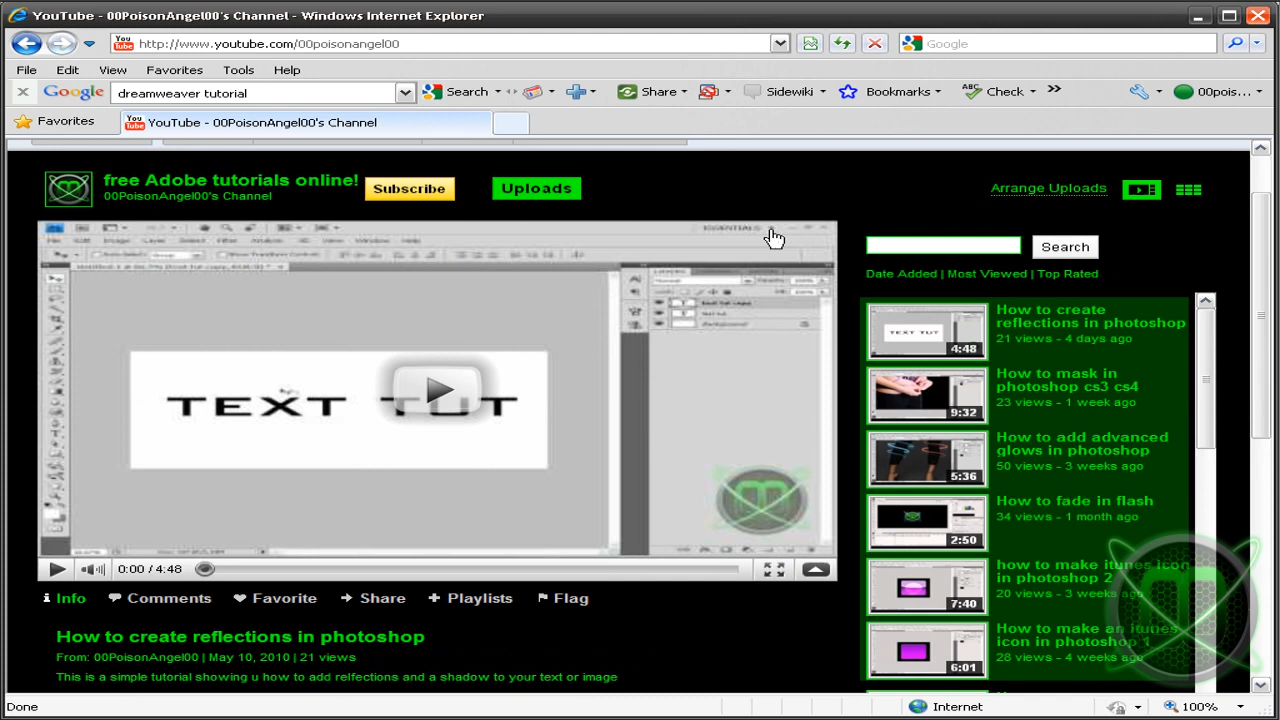 YouTube - 00PoisonAngel00's Channel - Windows Internet Explorer
http://www.youtube.com/00poisonangel00
Google
File Edit View Favorites Tools Help
Google dreamweaver tutorial Search Share Sidewiki Bookmarks Check 00pois...
Favorites YouTube - 00PoisonAngel00's Channel
free Adobe tutorials online!
00PoisonAngel00's Channel
Subscribe
Uploads
Arrange Uploads
ESSENTIALS
TEXT TUT
0:00 / 4:48
Info Comments Favorite Share Playlists Flag
How to create reflections in photoshop
From: 00PoisonAngel00 | May 10, 2010 | 21 views
This is a simple tutorial showing u how to add relfections and a shadow to your text or image
Search
Date Added | Most Viewed | Top Rated
TEXT TUT
4:48
How to create
reflections in photoshop
21 views - 4 days ago
9:32
How to mask in
photoshop cs3 cs4
23 views - 1 week ago
5:36
How to add advanced
glows in photoshop
50 views - 3 weeks ago
2:50
How to fade in flash
34 views - 1 month ago
7:40
how to make itunes icon
in photoshop 2
20 views - 3 weeks ago
6:01
How to make an itunes
icon in photoshop 1
28 views - 4 weeks ago
Done
Internet
100%